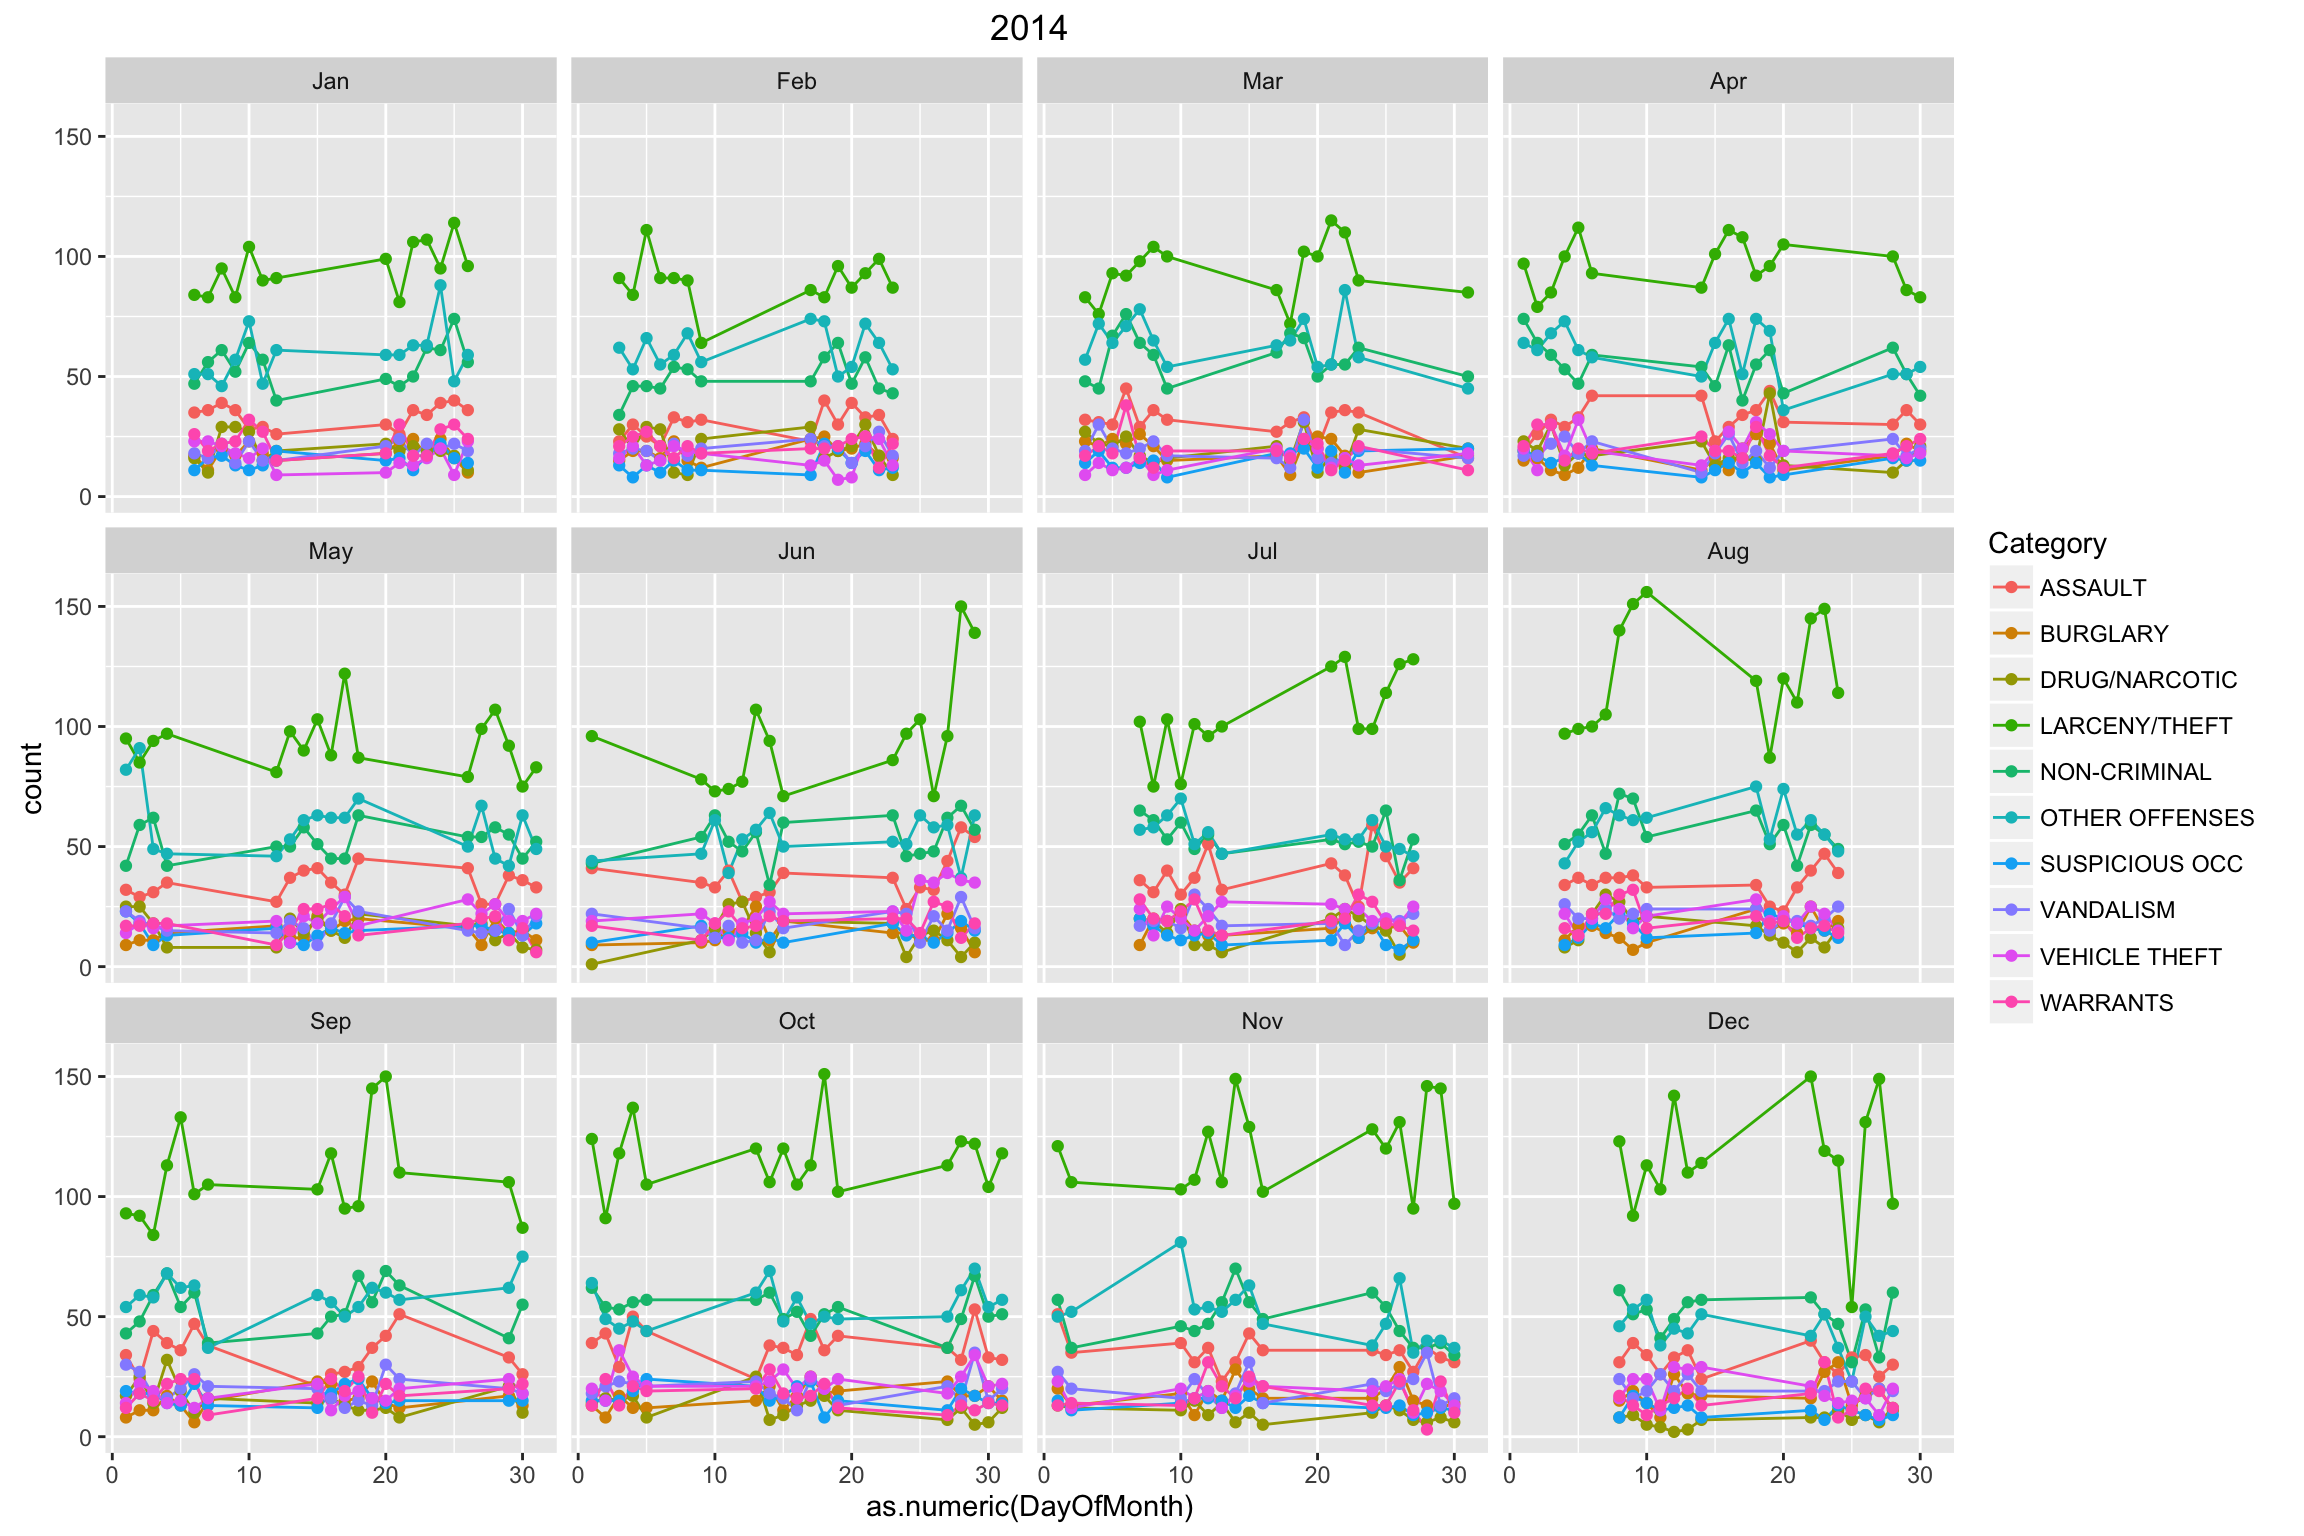 2014
Jan Feb Mar Apr
150
100
50
0
May Jun Jul Aug
150
100
50
0
Sep Oct Nov Dec
150
100
50
0
0 10 20 30 0 10 20 30 0 10 20 30 0 10 20 30
as.numeric(DayOfMonth)
count
Category
ASSAULT
BURGLARY
DRUG/NARCOTIC
LARCENY/THEFT
NON-CRIMINAL
OTHER OFFENSES
SUSPICIOUS OCC
VANDALISM
VEHICLE THEFT
WARRANTS